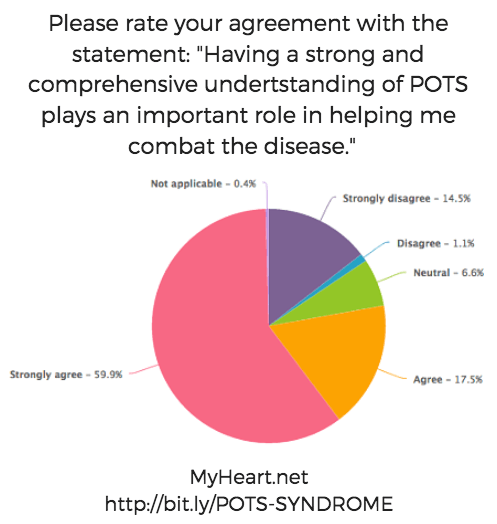 Please rate your agreement with the
statement: "Having a strong and
comprehensive undertstanding of POTS
plays an important role in helping me
combat the disease."
Not applicable - 0.4%
Strongly disagree - 14.5%
Disagree - 1.1%
Neutral - 6.6%
Strongly agree - 59.9%
Agree - 17.5%
MyHeart.net
http://bit.ly/POTS-SYNDROME